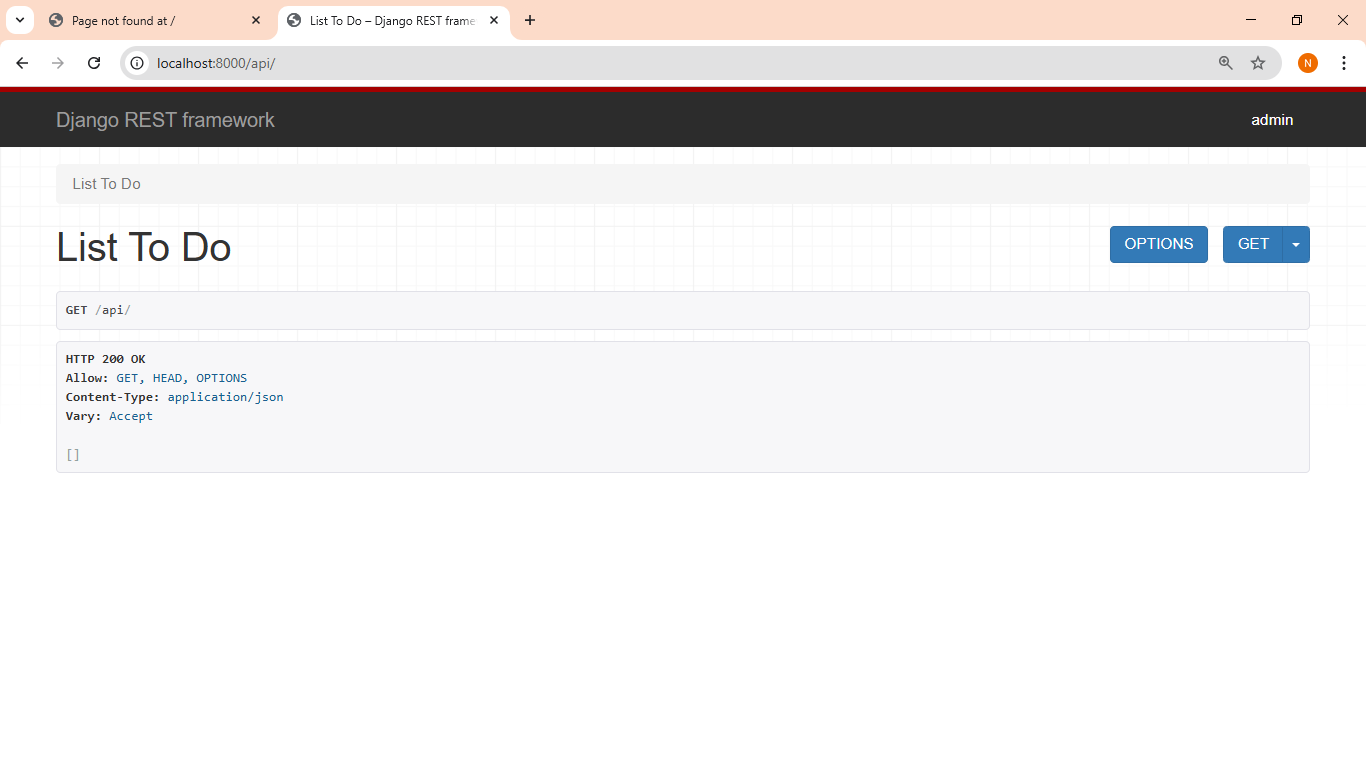 Page not found at /
List To Do – Django REST frame
localhost:8000/api/
N
Django REST framework
admin
List To Do
List To Do
OPTIONS
GET
GET /api/
HTTP 200 OK
Allow: GET, HEAD, OPTIONS
Content-Type: application/json
Vary: Accept
[]